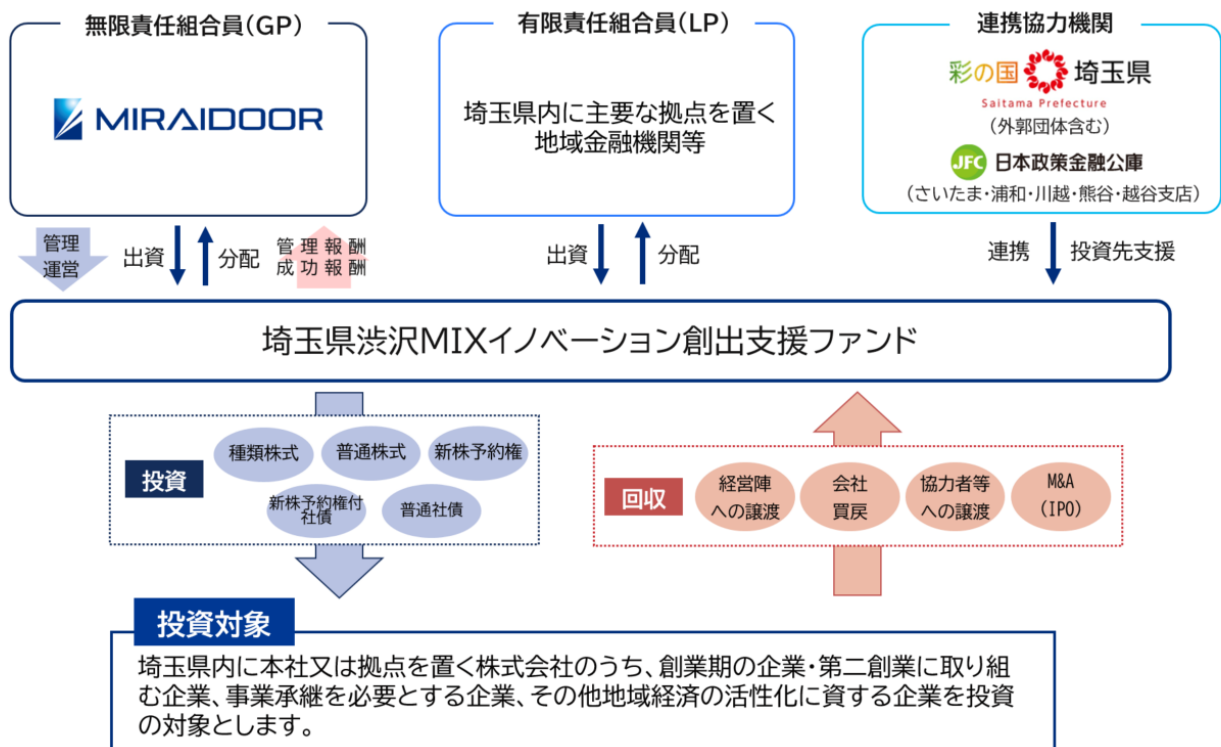 無限責任組合員(GP)
MIRAIDOOR
有限責任組合員(LP)
埼玉県内に主要な拠点を置く
地域金融機関等
連携協力機関
彩の国 埼玉県
Saitama Prefecture
(外郭団体含む)
JFC 日本政策金融公庫
(さいたま・浦和・川越・熊谷・越谷支店)
管理
運営
出資
分配
管理報酬
成功報酬
出資
分配
連携
投資先支援
埼玉県渋沢MIXイノベーション創出支援ファンド
投資
種類株式
普通株式
新株予約権
新株予約権付
社債
普通社債
回収
経営陣
への譲渡
会社
買戻
協力者等
への譲渡
M&A
(IPO)
投資対象
埼玉県内に本社又は拠点を置く株式会社のうち、創業期の企業・第二創業に取り組
む企業、事業承継を必要とする企業、その他地域経済の活性化に資する企業を投資
の対象とします。